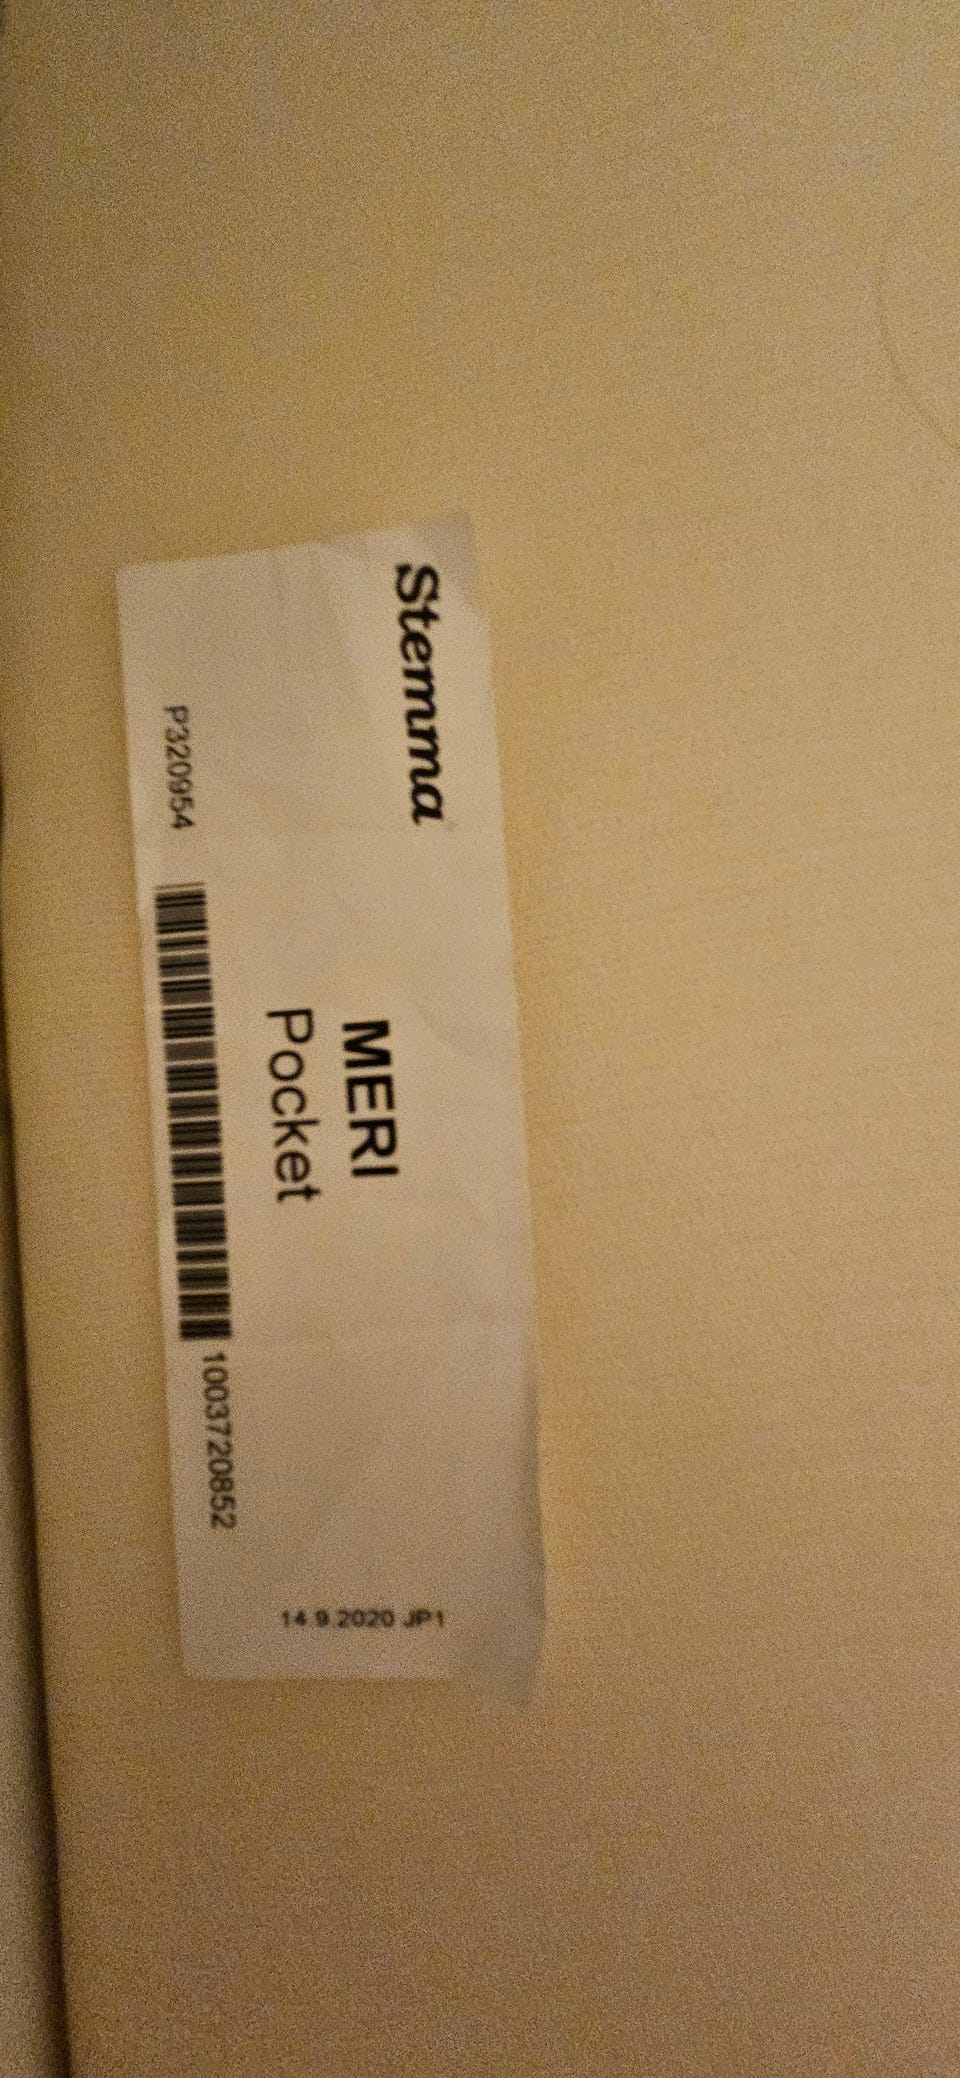 Stemma
MERI
Pocket
P320954
1003720852
14.9.2020 JP1